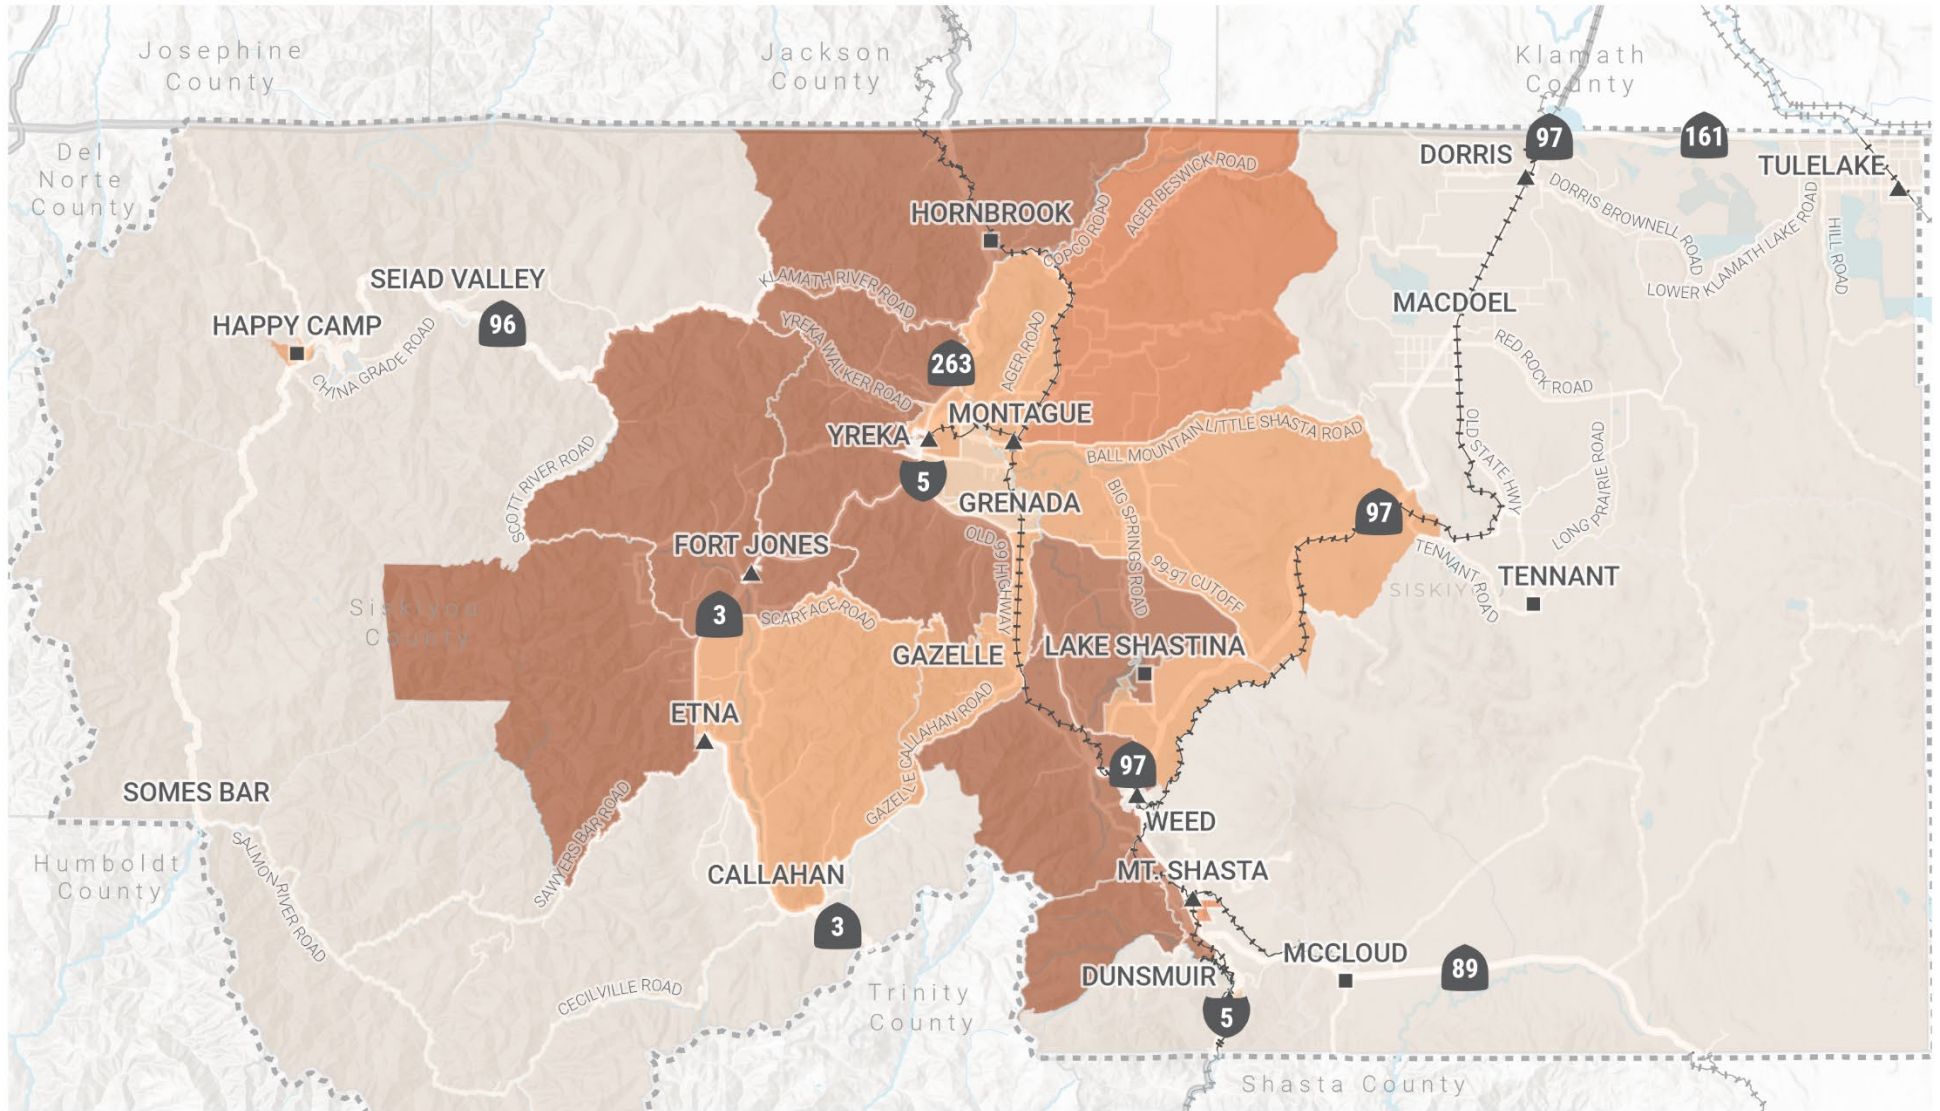 Josephine
County
Jackson
County
Klamath
County
Del
Norte
County
97
161
DORRIS
TULELAKE
AGER BESWICK ROAD
DORRIS BROWNELL ROAD
LOWER KLAMATH LAKE ROAD
HILL ROAD
HORNBROOK
COPCO ROAD
SEIAD VALLEY
KLAMATH RIVER ROAD
MACDOEL
HAPPY CAMP
96
CHINA GRADE ROAD
YREKA WALKER ROAD
263
AGER ROAD
RED ROCK ROAD
MONTAGUE
YREKA
BALL MOUNTAIN LITTLE SHASTA ROAD
OLD STATE HWY
LONG PRAIRIE ROAD
SCOTT RIVER ROAD
5
GRENADA
BIG SPRINGS ROAD
97
FORT JONES
OLD 99 HIGHWAY
99-97 CUTOFF
TENNANT ROAD
TENNANT
SISKIYO
Siskiyou
County
3
SCARFACE ROAD
GAZELLE
LAKE SHASTINA
ETNA
GAZELLE CALLAHAN ROAD
97
SOMES BAR
SAWYERS BAR ROAD
WEED
Humboldt
County
SALMON RIVER ROAD
CALLAHAN
MT. SHASTA
3
MCCLOUD
89
DUNSMUIR
CECILVILLE ROAD
Trinity
County
5
Shasta County